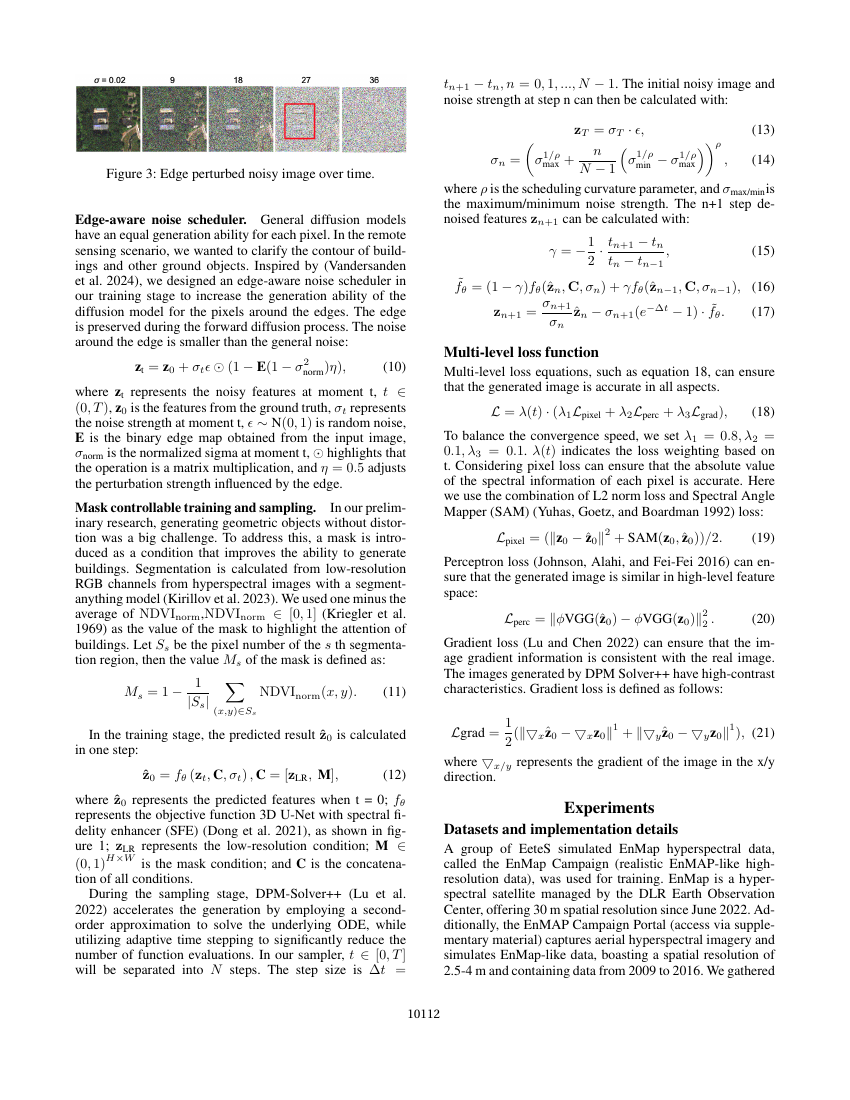 σ = 0.02 9 18 27 36
Figure 3: Edge perturbed noisy image over time.
Edge-aware noise scheduler. General diffusion models
have an equal generation ability for each pixel. In the remote
sensing scenario, we wanted to clarify the contour of build-
ings and other ground objects. Inspired by (Vandersanden
et al. 2024), we designed an edge-aware noise scheduler in
our training stage to increase the generation ability of the
diffusion model for the pixels around the edges. The edge
is preserved during the forward diffusion process. The noise
around the edge is smaller than the general noise:
z_t = z_0 + σ_t ϵ ⊙ (1 − E(1 − σ²_norm)η), (10)
where z_t represents the noisy features at moment t, t ∈
(0, T), z_0 is the features from the ground truth, σ_t represents
the noise strength at moment t, ϵ ∼ N(0, 1) is random noise,
E is the binary edge map obtained from the input image,
σ_norm is the normalized sigma at moment t, ⊙ highlights that
the operation is a matrix multiplication, and η = 0.5 adjusts
the perturbation strength influenced by the edge.
Mask controllable training and sampling. In our prelim-
inary research, generating geometric objects without distor-
tion was a big challenge. To address this, a mask is intro-
duced as a condition that improves the ability to generate
buildings. Segmentation is calculated from low-resolution
RGB channels from hyperspectral images with a segment-
anything model (Kirillov et al. 2023). We used one minus the
average of NDVI_norm,NDVI_norm ∈ [0, 1] (Kriegler et al.
1969) as the value of the mask to highlight the attention of
buildings. Let S_s be the pixel number of the s th segmenta-
tion region, then the value M_s of the mask is defined as:
M_s = 1 − 1/|S_s| ∑_{(x,y)∈S_s} NDVI_norm(x, y). (11)
In the training stage, the predicted result ẑ_0 is calculated
in one step:
ẑ_0 = f_θ (z_t, C, σ_t) , C = [z_LR, M], (12)
where ẑ_0 represents the predicted features when t = 0; f_θ
represents the objective function 3D U-Net with spectral fi-
delity enhancer (SFE) (Dong et al. 2021), as shown in fig-
ure 1; z_LR represents the low-resolution condition; M ∈
(0, 1)^{H×W} is the mask condition; and C is the concatena-
tion of all conditions.
During the sampling stage, DPM-Solver++ (Lu et al.
2022) accelerates the generation by employing a second-
order approximation to solve the underlying ODE, while
utilizing adaptive time stepping to significantly reduce the
number of function evaluations. In our sampler, t ∈ [0, T]
will be separated into N steps. The step size is Δt =
t_{n+1} − t_n, n = 0, 1, ..., N − 1. The initial noisy image and
noise strength at step n can then be calculated with:
z_T = σ_T · ϵ, (13)
σ_n = (σ_max^{1/ρ} + n/(N − 1) (σ_min^{1/ρ} − σ_max^{1/ρ}))^ρ , (14)
where ρ is the scheduling curvature parameter, and σ_max/min is
the maximum/minimum noise strength. The n+1 step de-
noised features z_{n+1} can be calculated with:
γ = −1/2 · (t_{n+1} − t_n)/(t_n − t_{n−1}), (15)
f̃_θ = (1 − γ)f_θ(ẑ_n, C, σ_n) + γf_θ(ẑ_{n−1}, C, σ_{n−1}), (16)
z_{n+1} = σ_{n+1}/σ_n ẑ_n − σ_{n+1}(e^{−Δt} − 1) · f̃_θ. (17)
Multi-level loss function
Multi-level loss equations, such as equation 18, can ensure
that the generated image is accurate in all aspects.
ℒ = λ(t) · (λ_1ℒ_pixel + λ_2ℒ_perc + λ_3ℒ_grad), (18)
To balance the convergence speed, we set λ_1 = 0.8, λ_2 =
0.1, λ_3 = 0.1. λ(t) indicates the loss weighting based on
t. Considering pixel loss can ensure that the absolute value
of the spectral information of each pixel is accurate. Here
we use the combination of L2 norm loss and Spectral Angle
Mapper (SAM) (Yuhas, Goetz, and Boardman 1992) loss:
ℒ_pixel = (‖z_0 − ẑ_0‖² + SAM(z_0, ẑ_0))/2. (19)
Perceptron loss (Johnson, Alahi, and Fei-Fei 2016) can en-
sure that the generated image is similar in high-level feature
space:
ℒ_perc = ‖ϕVGG(ẑ_0) − ϕVGG(z_0)‖²_2 . (20)
Gradient loss (Lu and Chen 2022) can ensure that the im-
age gradient information is consistent with the real image.
The images generated by DPM Solver++ have high-contrast
characteristics. Gradient loss is defined as follows:
ℒgrad = 1/2(‖▽_xẑ_0 − ▽_xz_0‖¹ + ‖▽_yẑ_0 − ▽_yz_0‖¹), (21)
where ▽_{x/y} represents the gradient of the image in the x/y
direction.
Experiments
Datasets and implementation details
A group of EeteS simulated EnMap hyperspectral data,
called the EnMap Campaign (realistic EnMAP-like high-
resolution data), was used for training. EnMap is a hyper-
spectral satellite managed by the DLR Earth Observation
Center, offering 30 m spatial resolution since June 2022. Ad-
ditionally, the EnMAP Campaign Portal (access via supple-
mentary material) captures aerial hyperspectral imagery and
simulates EnMap-like data, boasting a spatial resolution of
2.5-4 m and containing data from 2009 to 2016. We gathered
10112